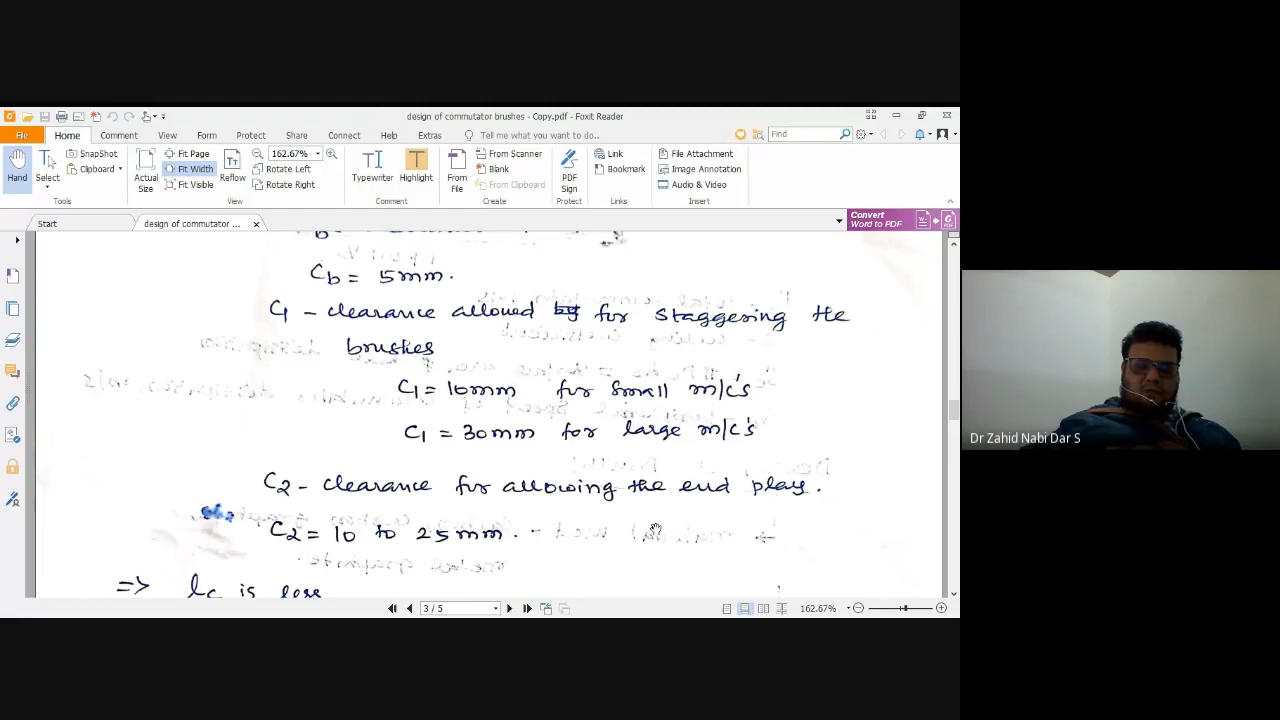 design of commutator brushes - Copy.pdf - Foxit Reader
File Home Comment View Form Protect Share Connect Help Extras Tell me what you want to do.. Find
Hand
Select
SnapShot
Clipboard
Tools
Actual Size
Fit Page
Fit Width
Fit Visible
Reflow
162.67%
Rotate Left
Rotate Right
View
Typewriter
Highlight
Comment
From File
From Scanner
Blank
From Clipboard
Create
PDF Sign
Protect
Link
Bookmark
Links
File Attachment
Image Annotation
Audio & Video
Insert
Start
design of commutator ...
Convert
Word to PDF
Cb = 5mm.
C1 - clearance allowed by for staggering the
brushes
C1 = 10mm for small m/c's
C1 = 30mm for large m/c's
C2 - clearance for allowing the end play.
C2 = 10 to 25mm.
=> lc is less
3 / 5
162.67%
Dr Zahid Nabi Dar S